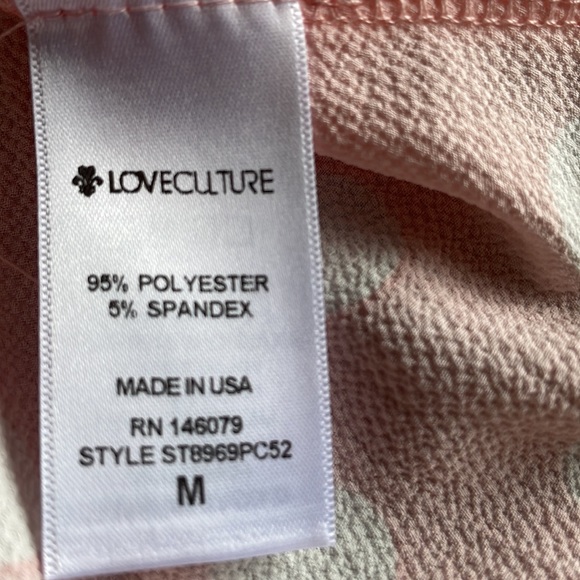 LOVECULTURE
95% POLYESTER
5% SPANDEX
MADE IN USA
RN 146079
STYLE ST8969PC52
M